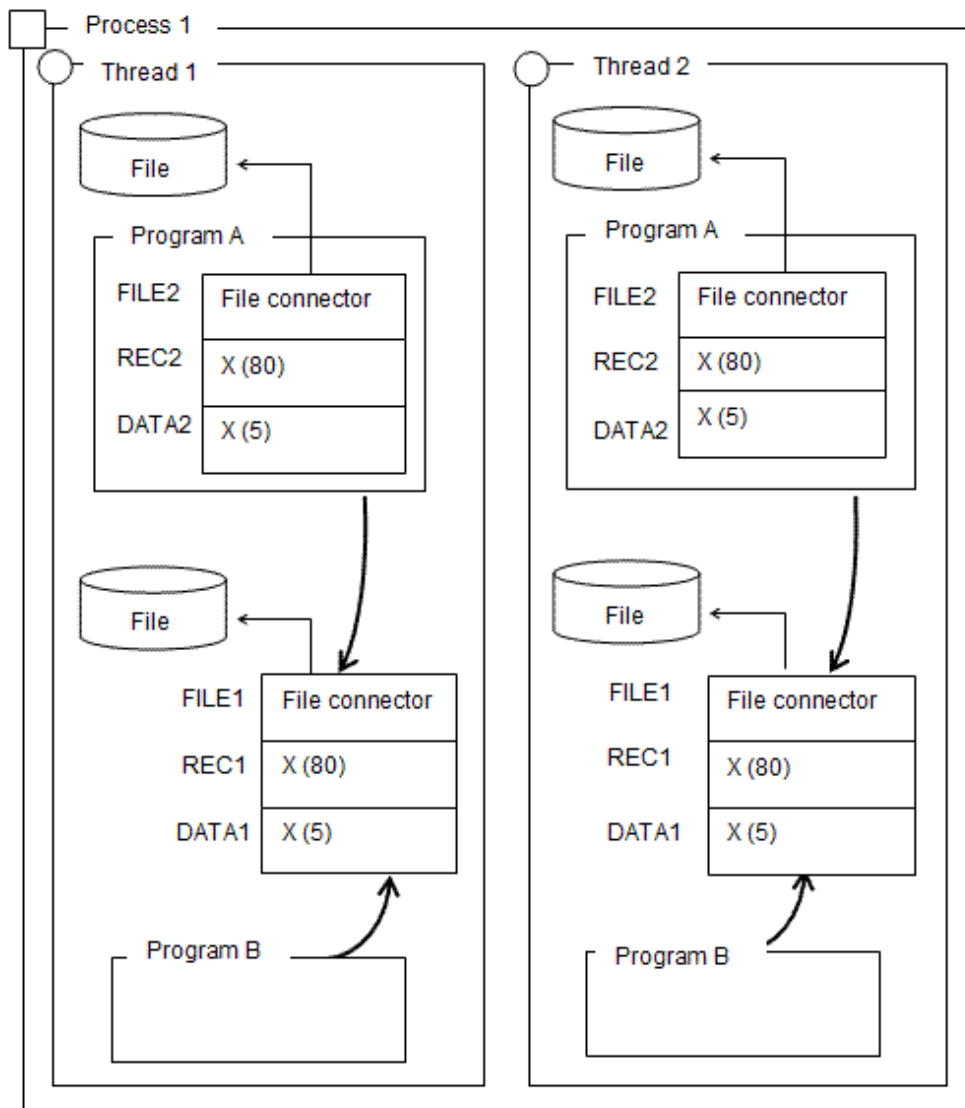 Process 1
Thread 1
File
Program A
FILE2
File connector
REC2
X (80)
DATA2
X (5)
File
FILE1
File connector
REC1
X (80)
DATA1
X (5)
Program B
Thread 2
File
Program A
FILE2
File connector
REC2
X (80)
DATA2
X (5)
File
FILE1
File connector
REC1
X (80)
DATA1
X (5)
Program B